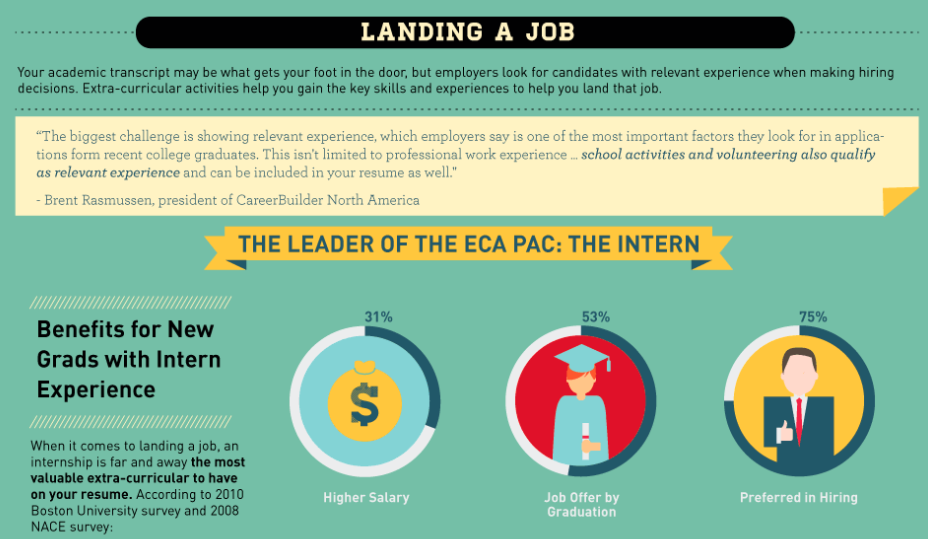 LANDING A JOB
Your academic transcript may be what gets your foot in the door, but employers look for candidates with relevant experience when making hiring
decisions. Extra-curricular activities help you gain the key skills and experiences to help you land that job.
“The biggest challenge is showing relevant experience, which employers say is one of the most important factors they look for in applica-
tions form recent college graduates. This isn’t limited to professional work experience ... school activities and volunteering also qualify
as relevant experience and can be included in your resume as well.”
- Brent Rasmussen, president of CareerBuilder North America
THE LEADER OF THE ECA PAC: THE INTERN
Benefits for New
Grads with Intern
Experience
When it comes to landing a job, an
internship is far and away the most
valuable extra-curricular to have
on your resume. According to 2010
Boston University survey and 2008
NACE survey:
31%
$
Higher Salary
53%
Job Offer by
Graduation
75%
Preferred in Hiring